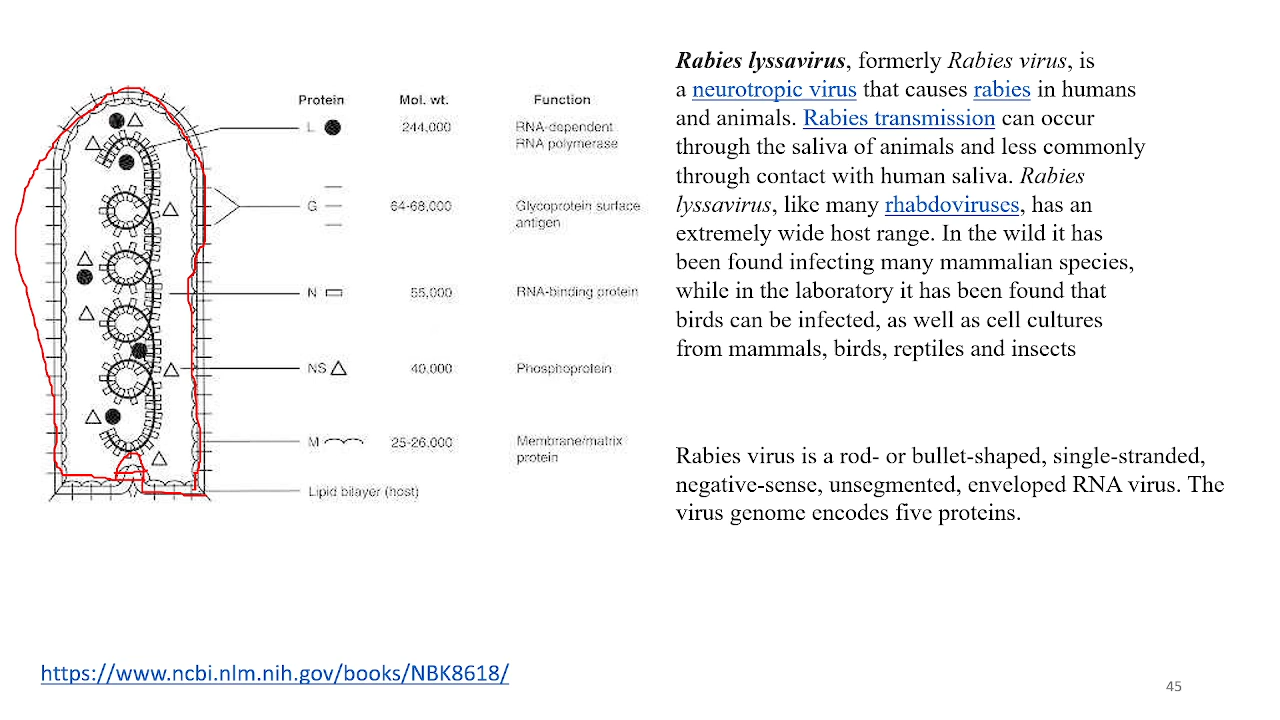 Protein Mol. wt. Function
L 244,000 RNA-dependent
RNA polymerase
G 64-68,000 Glycoprotein surface
antigen
N 55,000 RNA-binding protein
NS 40,000 Phosphoprotein
M 25-26,000 Membrane/matrix
protein
Lipid bilayer (host)
Rabies lyssavirus, formerly Rabies virus, is
a neurotropic virus that causes rabies in humans
and animals. Rabies transmission can occur
through the saliva of animals and less commonly
through contact with human saliva. Rabies
lyssavirus, like many rhabdoviruses, has an
extremely wide host range. In the wild it has
been found infecting many mammalian species,
while in the laboratory it has been found that
birds can be infected, as well as cell cultures
from mammals, birds, reptiles and insects
Rabies virus is a rod- or bullet-shaped, single-stranded,
negative-sense, unsegmented, enveloped RNA virus. The
virus genome encodes five proteins.
https://www.ncbi.nlm.nih.gov/books/NBK8618/
45